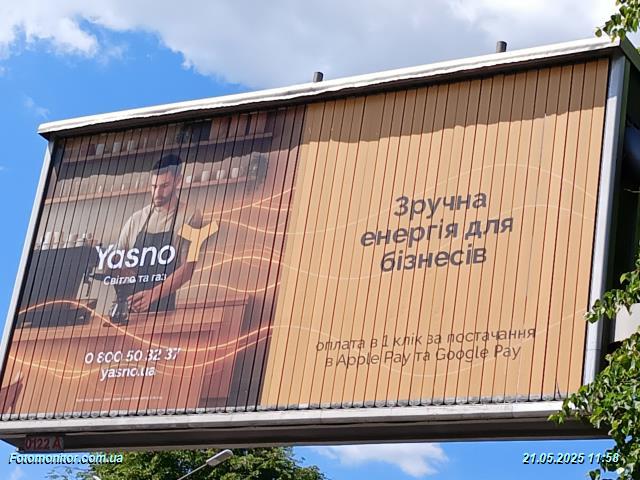 Yasno
Світло та газ
0 800 50 32 37
yasno.ua
Зручна
енергія для
бізнесів
оплата в 1 клік за постачання
в Apple Pay та Google Pay
0122 A
Fotomonitor.com.ua
21.05.2025 11:58